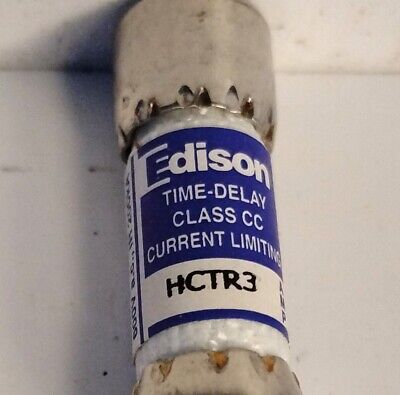 Edison
TIME-DELAY
CLASS CC
CURRENT LIMITING
HCTR3